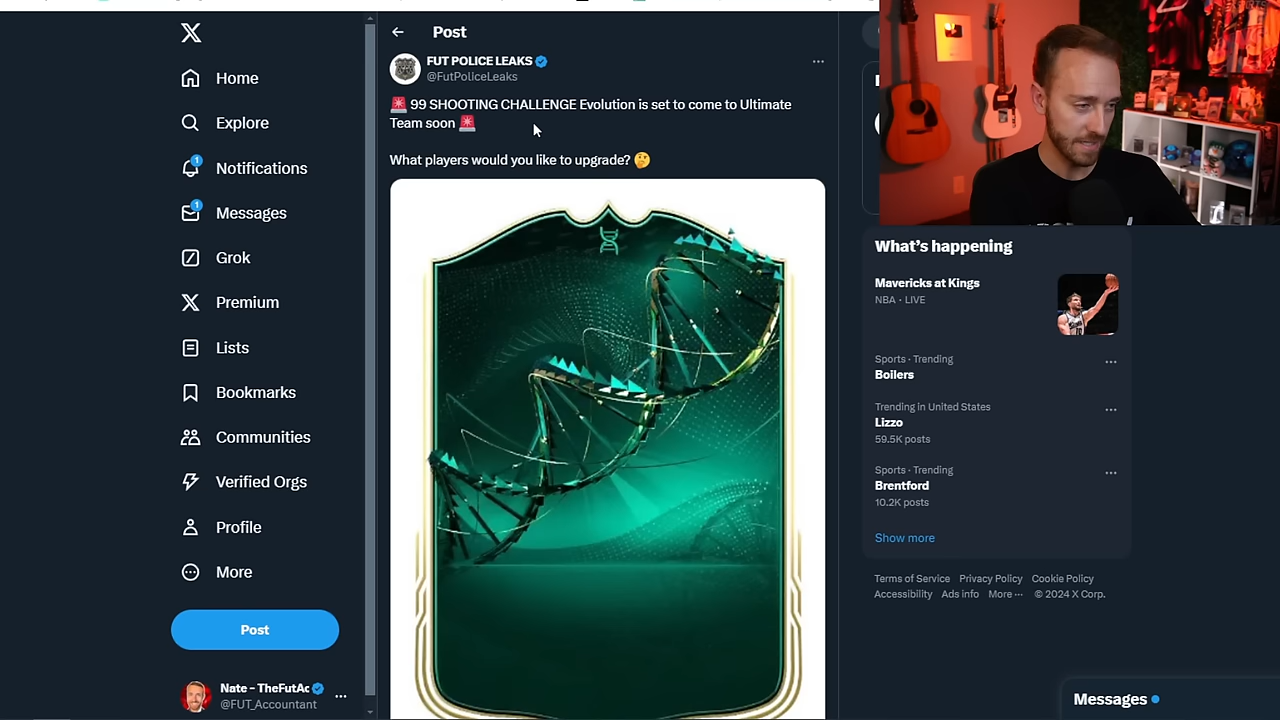 Home
Explore
1
Notifications
1
Messages
Grok
Premium
Lists
Bookmarks
Communities
Verified Orgs
Profile
More
Post
Nate - TheFutAc
@FUT_Accountant
Post
FUT POLICE LEAKS
@FutPoliceLeaks
🚨 99 SHOOTING CHALLENGE Evolution is set to come to Ultimate
Team soon 🚨
What players would you like to upgrade? 🤔
What's happening
Mavericks at Kings
NBA · LIVE
Sports · Trending
Boilers
Trending in United States
Lizzo
59.5K posts
Sports · Trending
Brentford
10.2K posts
Show more
Terms of Service Privacy Policy Cookie Policy
Accessibility Ads info More ··· © 2024 X Corp.
Messages